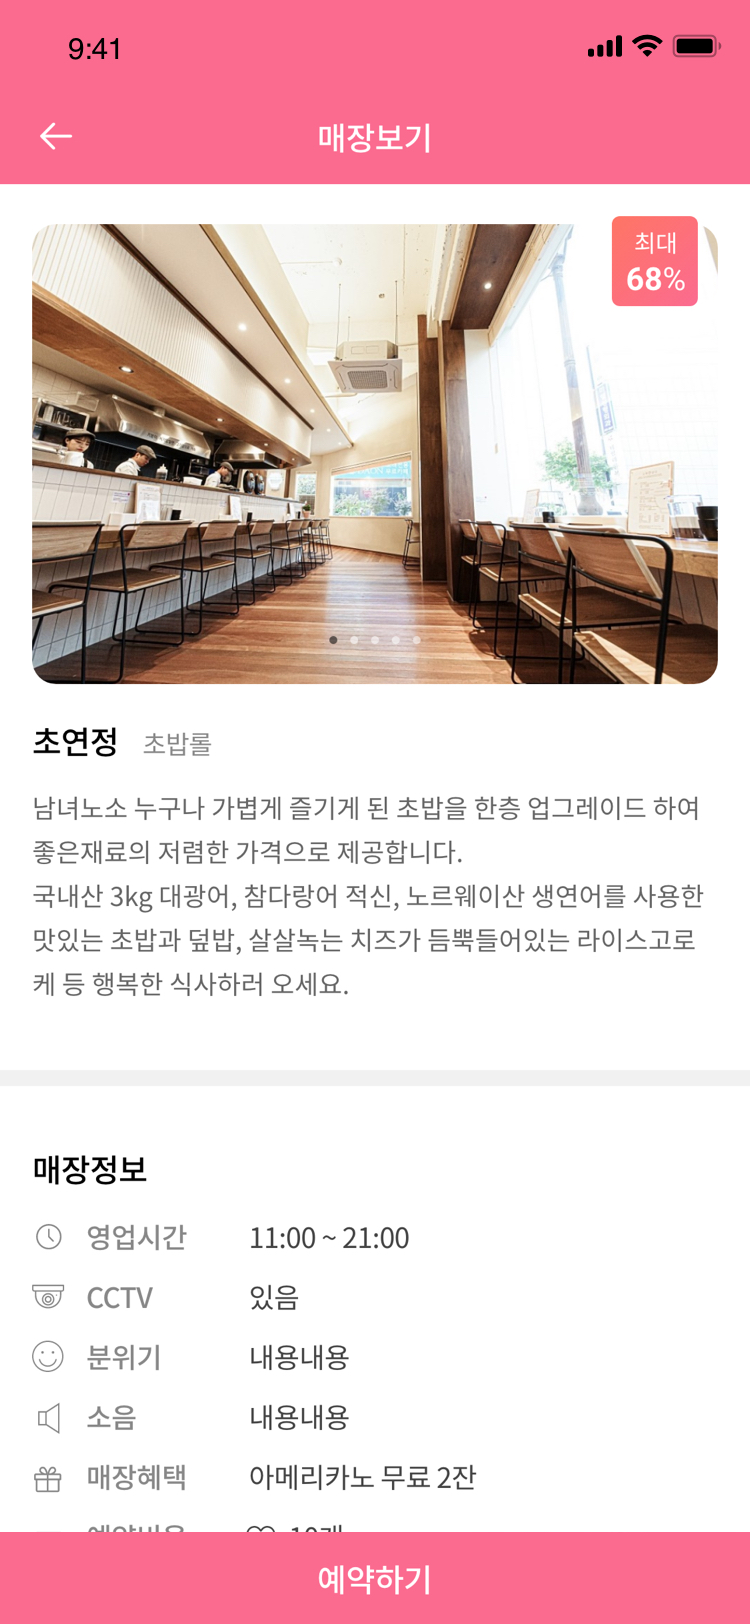 9:41
매장보기
최대
68%
초연정 초밥롤
남녀노소 누구나 가볍게 즐기게 된 초밥을 한층 업그레이드 하여
좋은재료의 저렴한 가격으로 제공합니다.
국내산 3kg 대광어, 참다랑어 적신, 노르웨이산 생연어를 사용한
맛있는 초밥과 덮밥, 살살녹는 치즈가 듬뿍들어있는 라이스고로
케 등 행복한 식사하러 오세요.
매장정보
영업시간 11:00 ~ 21:00
CCTV 있음
분위기 내용내용
소음 내용내용
매장혜택 아메리카노 무료 2잔
예약하기